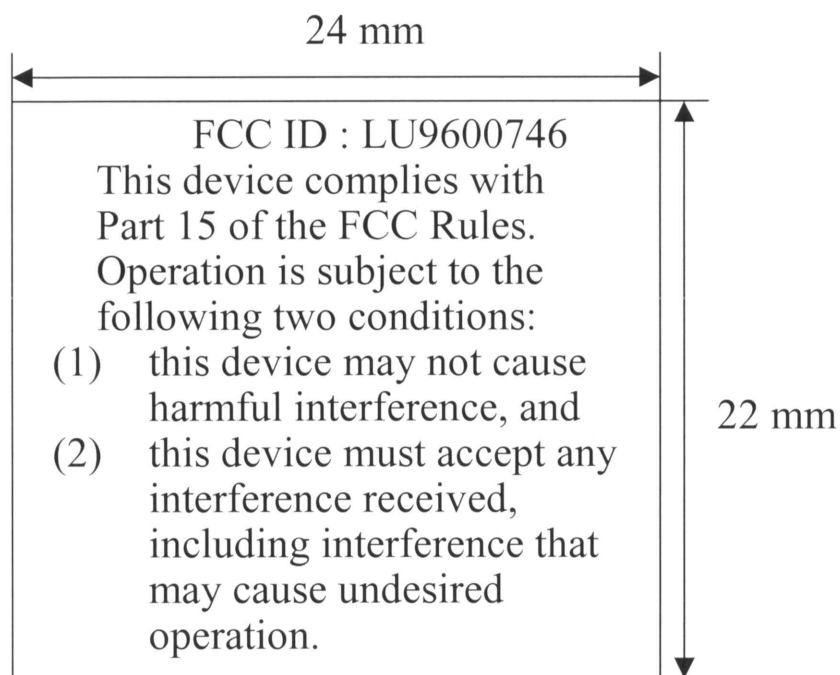 24 mm
FCC ID : LU9600746
This device complies with
Part 15 of the FCC Rules.
Operation is subject to the
following two conditions:
(1) this device may not cause
harmful interference, and
22 mm
(2) this device must accept any
interference received,
including interference that
may cause undesired
operation.